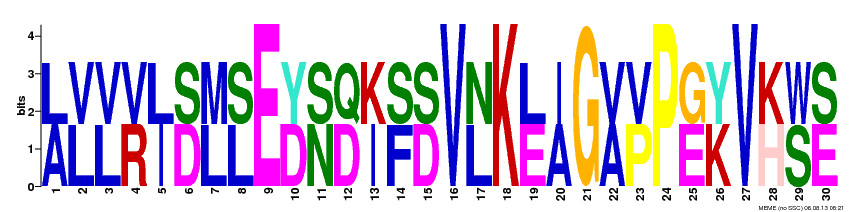 bits
4
3
2
1
0
LVVVLSMSEYSQKSSVNKLIGVVPGYVKWS
ALLRIDLLDNDIFDLEAAPEKHSE
1 2 3 4 5 6 7 8 9 10 11 12 13 14 15 16 17 18 19 20 21 22 23 24 25 26 27 28 29 30
MEME (no SSC) 06.08.13 06:21